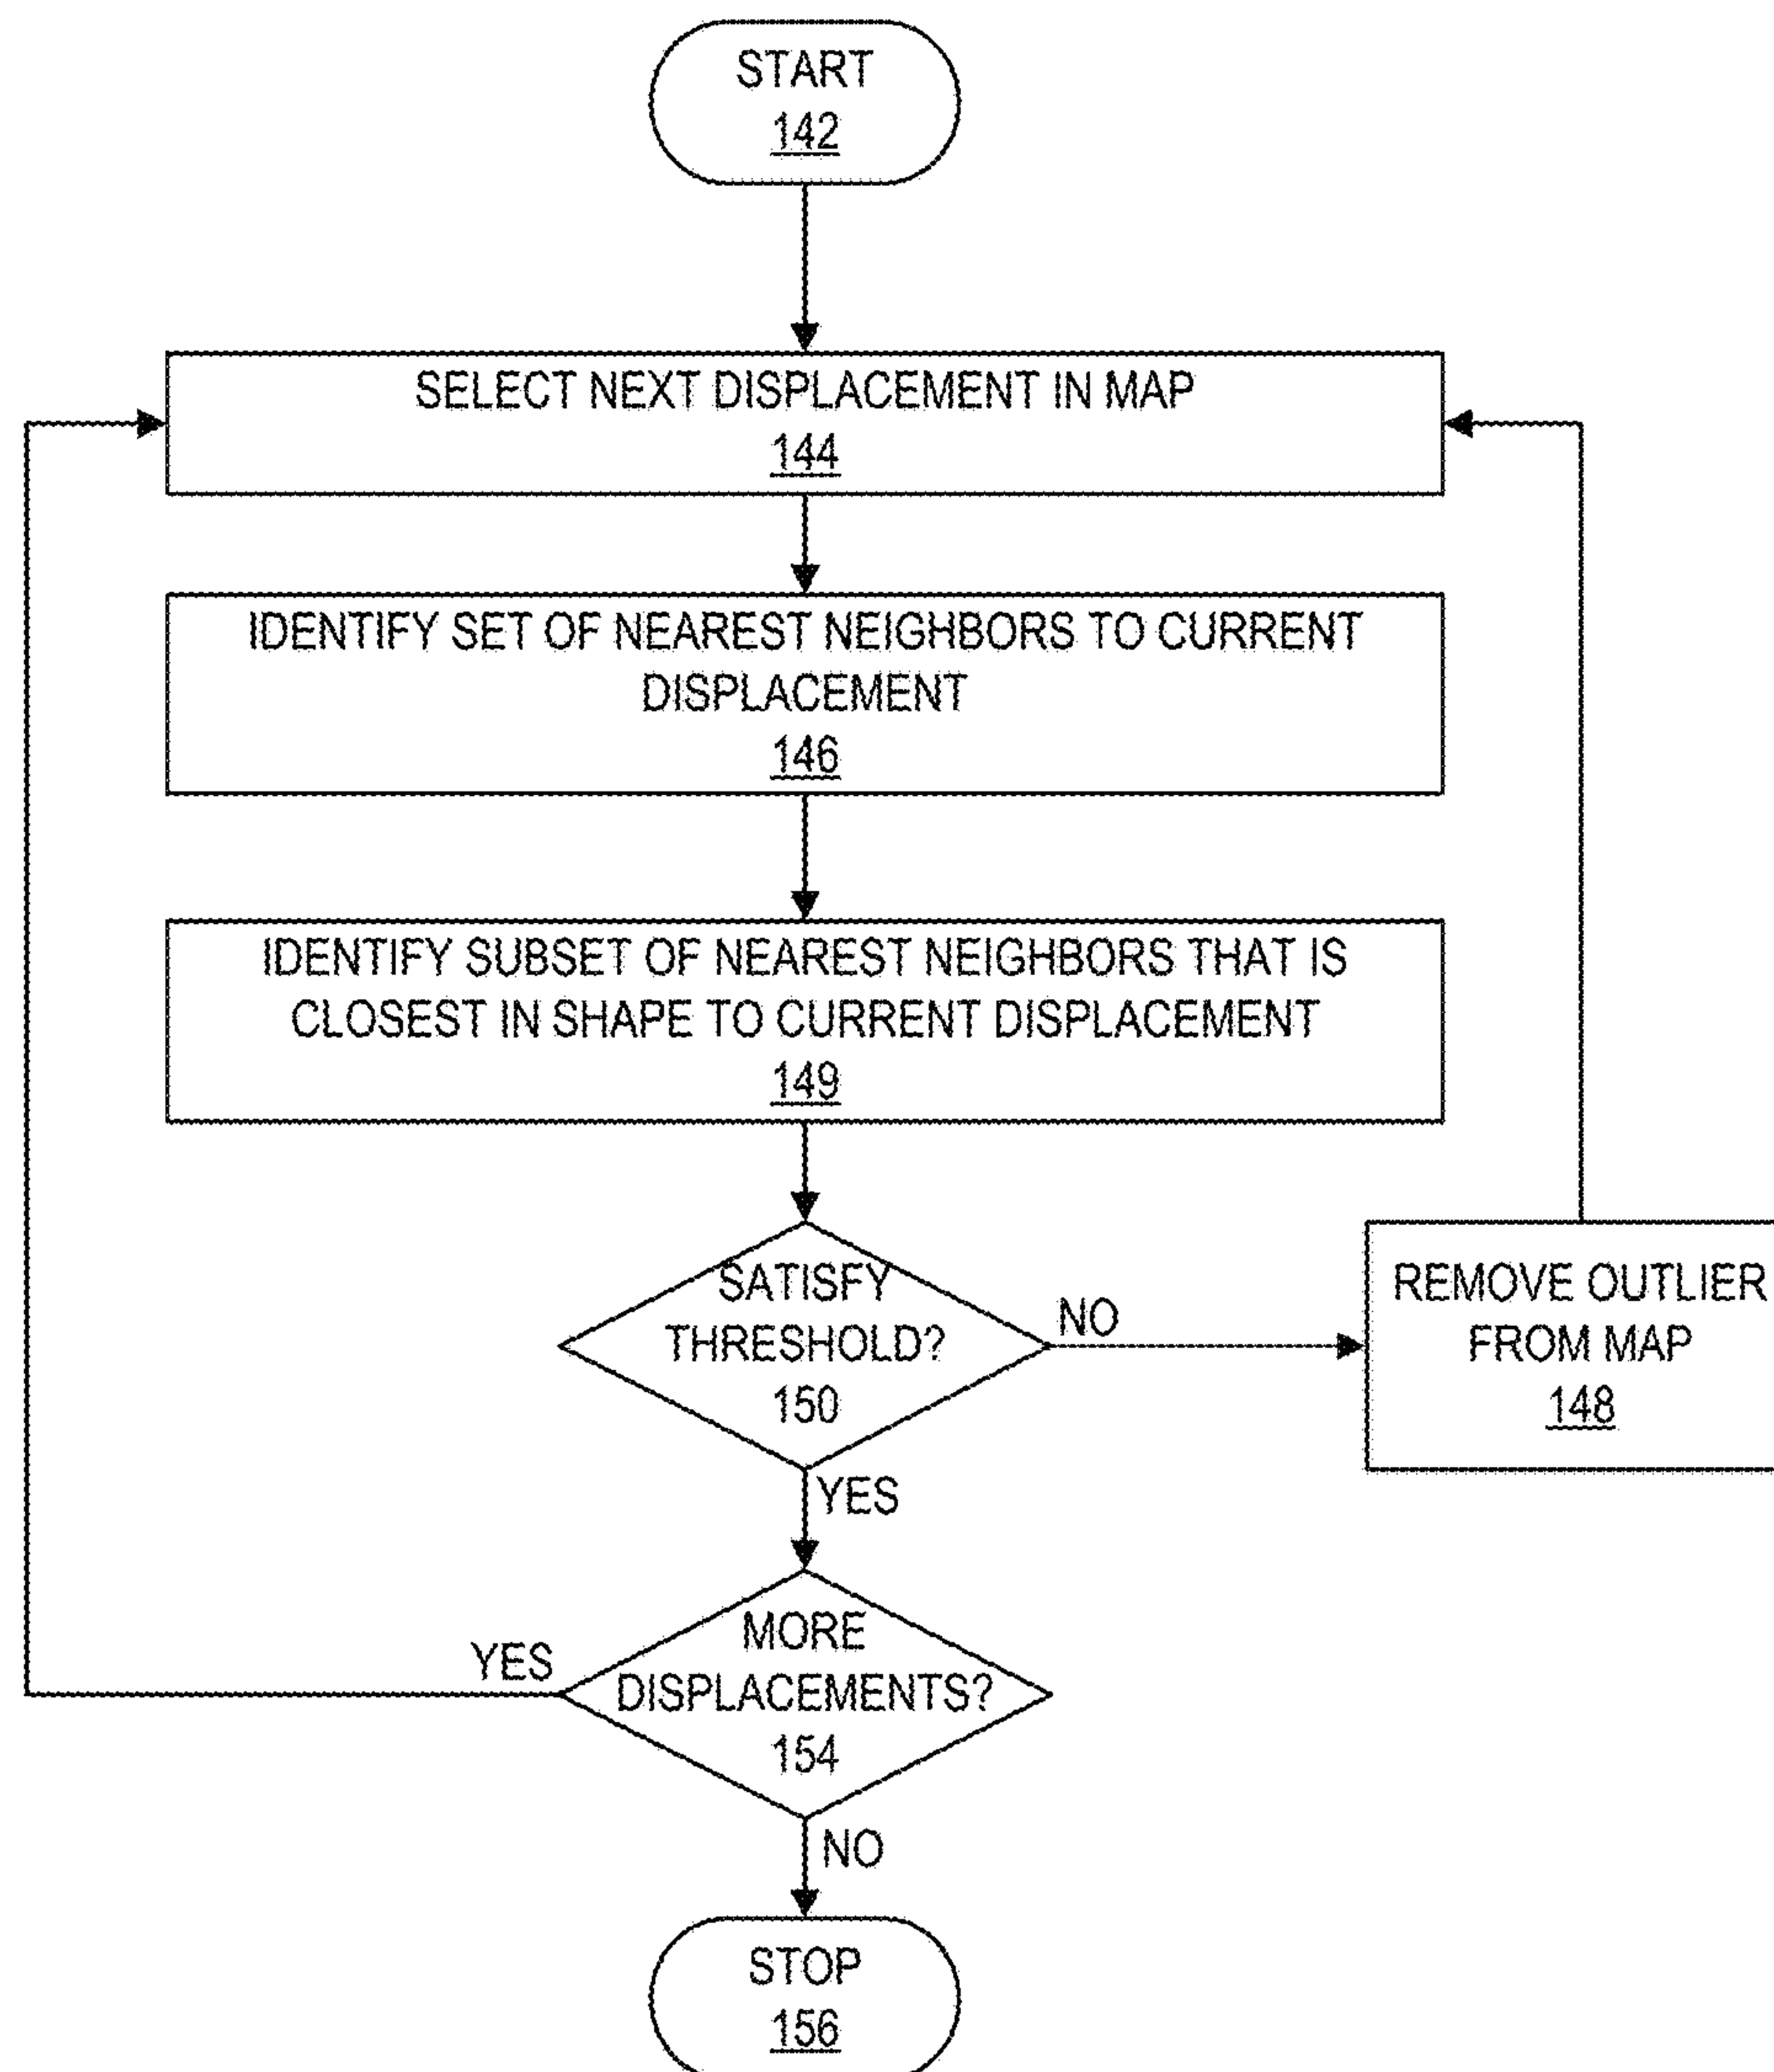 START
142
SELECT NEXT DISPLACEMENT IN MAP
144
IDENTIFY SET OF NEAREST NEIGHBORS TO CURRENT
DISPLACEMENT
146
IDENTIFY SUBSET OF NEAREST NEIGHBORS THAT IS
CLOSEST IN SHAPE TO CURRENT DISPLACEMENT
149
SATISFY
THRESHOLD?
150
NO
REMOVE OUTLIER
FROM MAP
148
YES
MORE
DISPLACEMENTS?
154
YES
NO
STOP
156